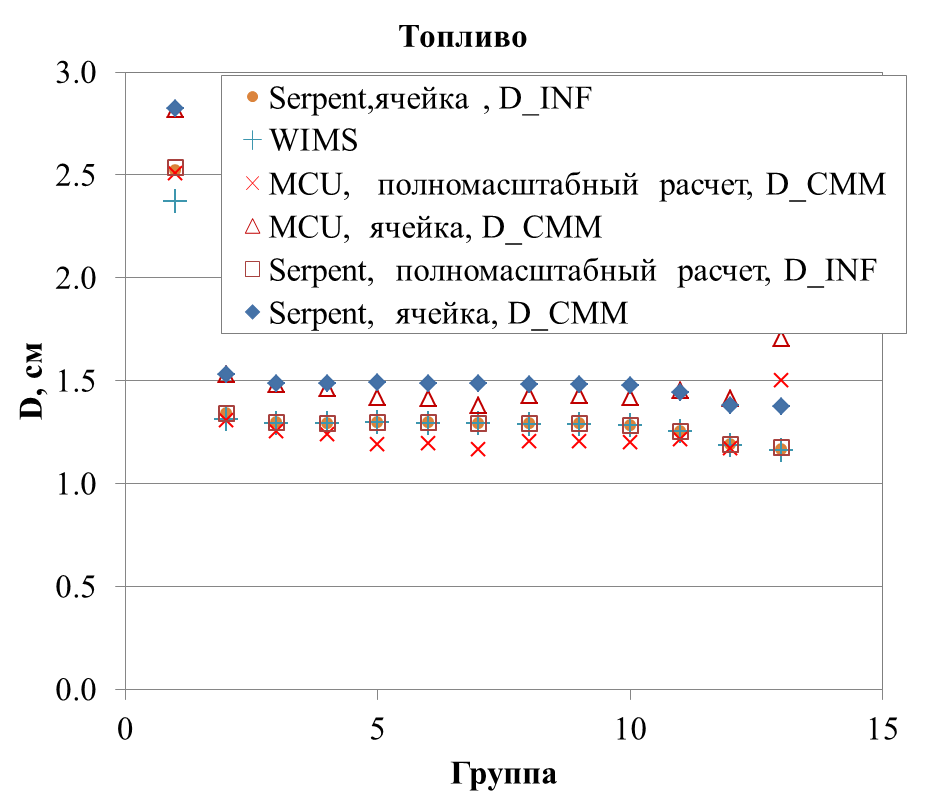 Топливо
3.0
2.5
2.0
1.5
1.0
0.5
0.0
D, см
Serpent,ячейка , D_INF
WIMS
MCU, полномасштабный расчет, D_CMM
MCU, ячейка, D_CMM
Serpent, полномасштабный расчет, D_INF
Serpent, ячейка, D_CMM
0 5 10 15
Группа